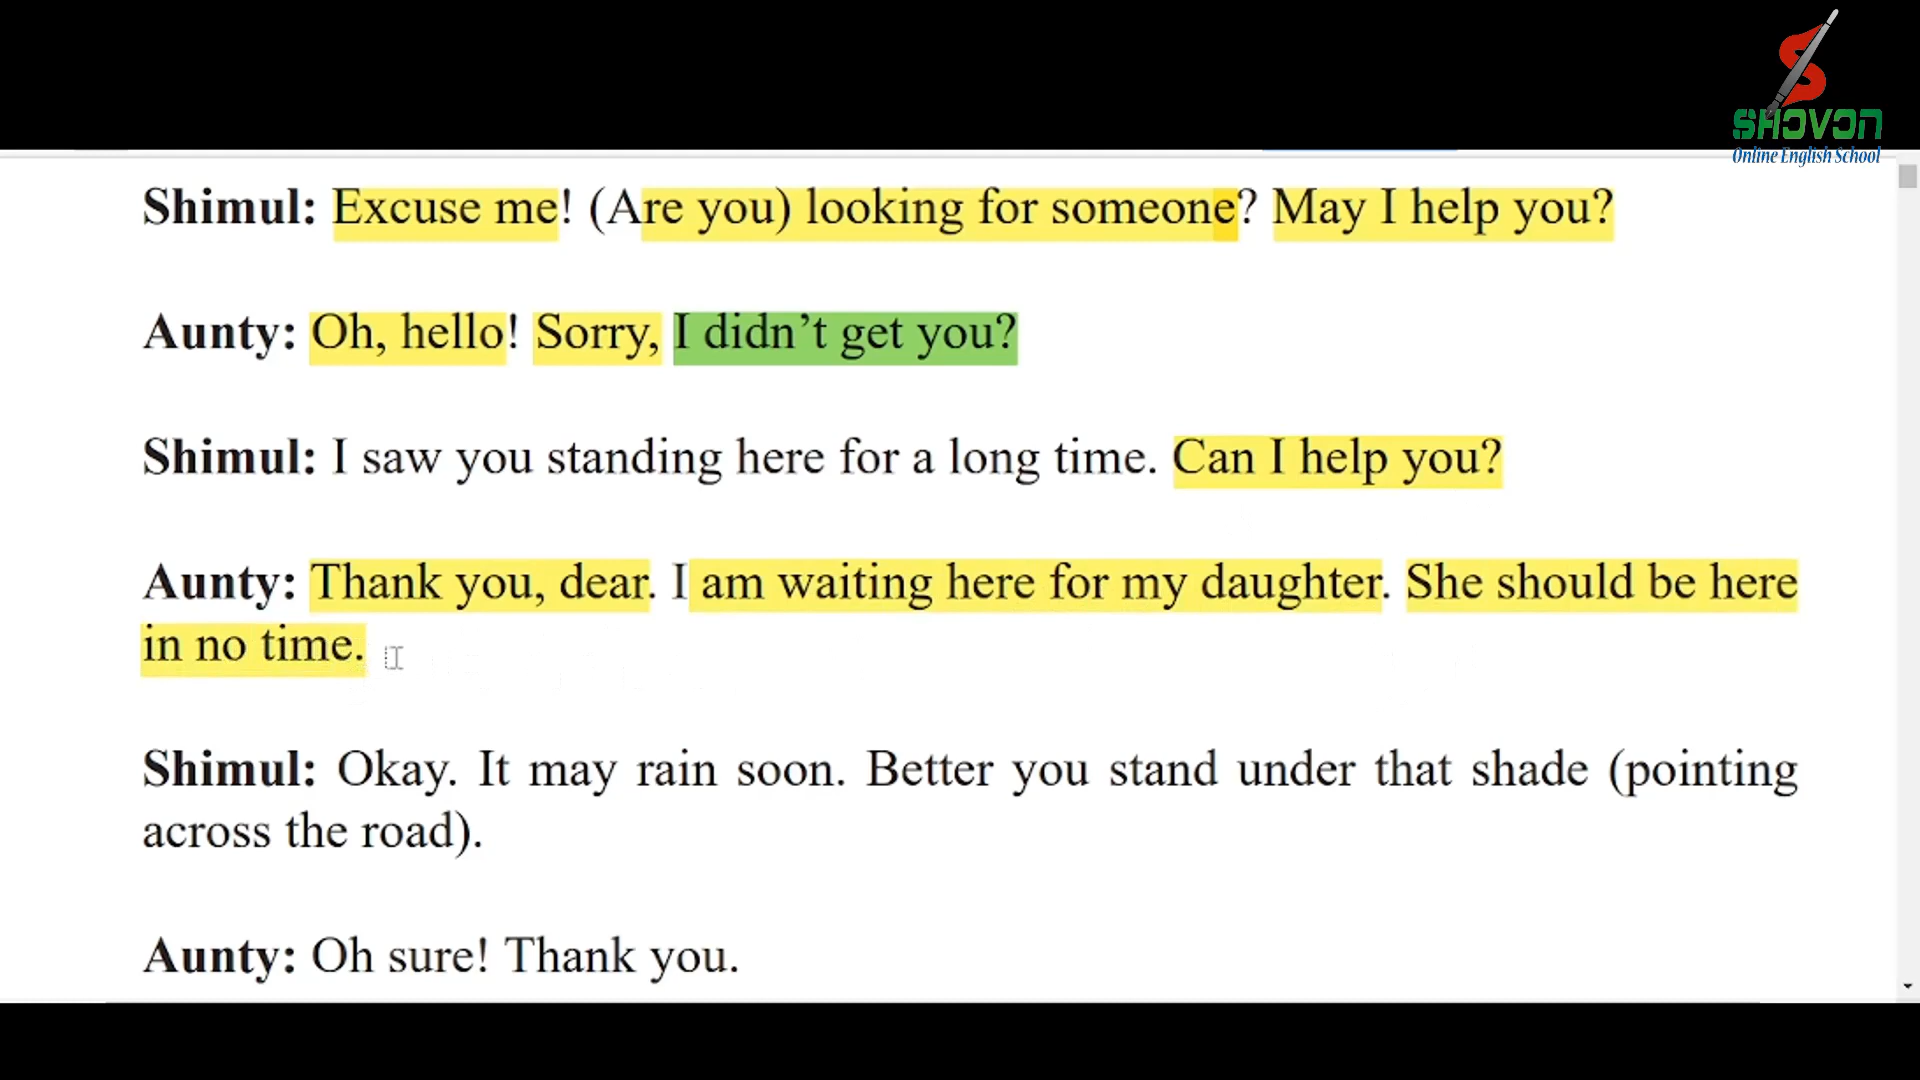 SHOVON
Online English School
Shimul: Excuse me! (Are you) looking for someone? May I help you?
Aunty: Oh, hello! Sorry, I didn’t get you?
Shimul: I saw you standing here for a long time. Can I help you?
Aunty: Thank you, dear. I am waiting here for my daughter. She should be here
in no time.
Shimul: Okay. It may rain soon. Better you stand under that shade (pointing
across the road).
Aunty: Oh sure! Thank you.